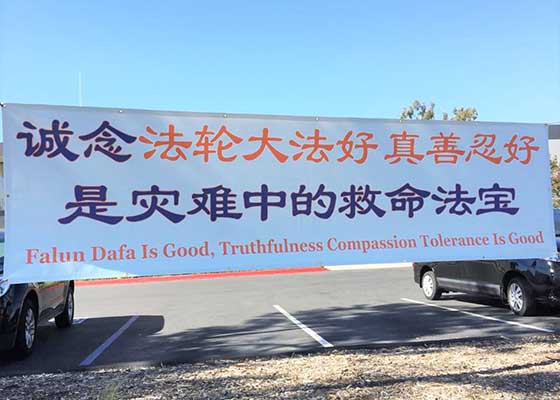 诚念法轮大法好 真善忍好
是灾难中的救命法宝
Falun Dafa Is Good, Truthfulness Compassion Tolerance Is Good